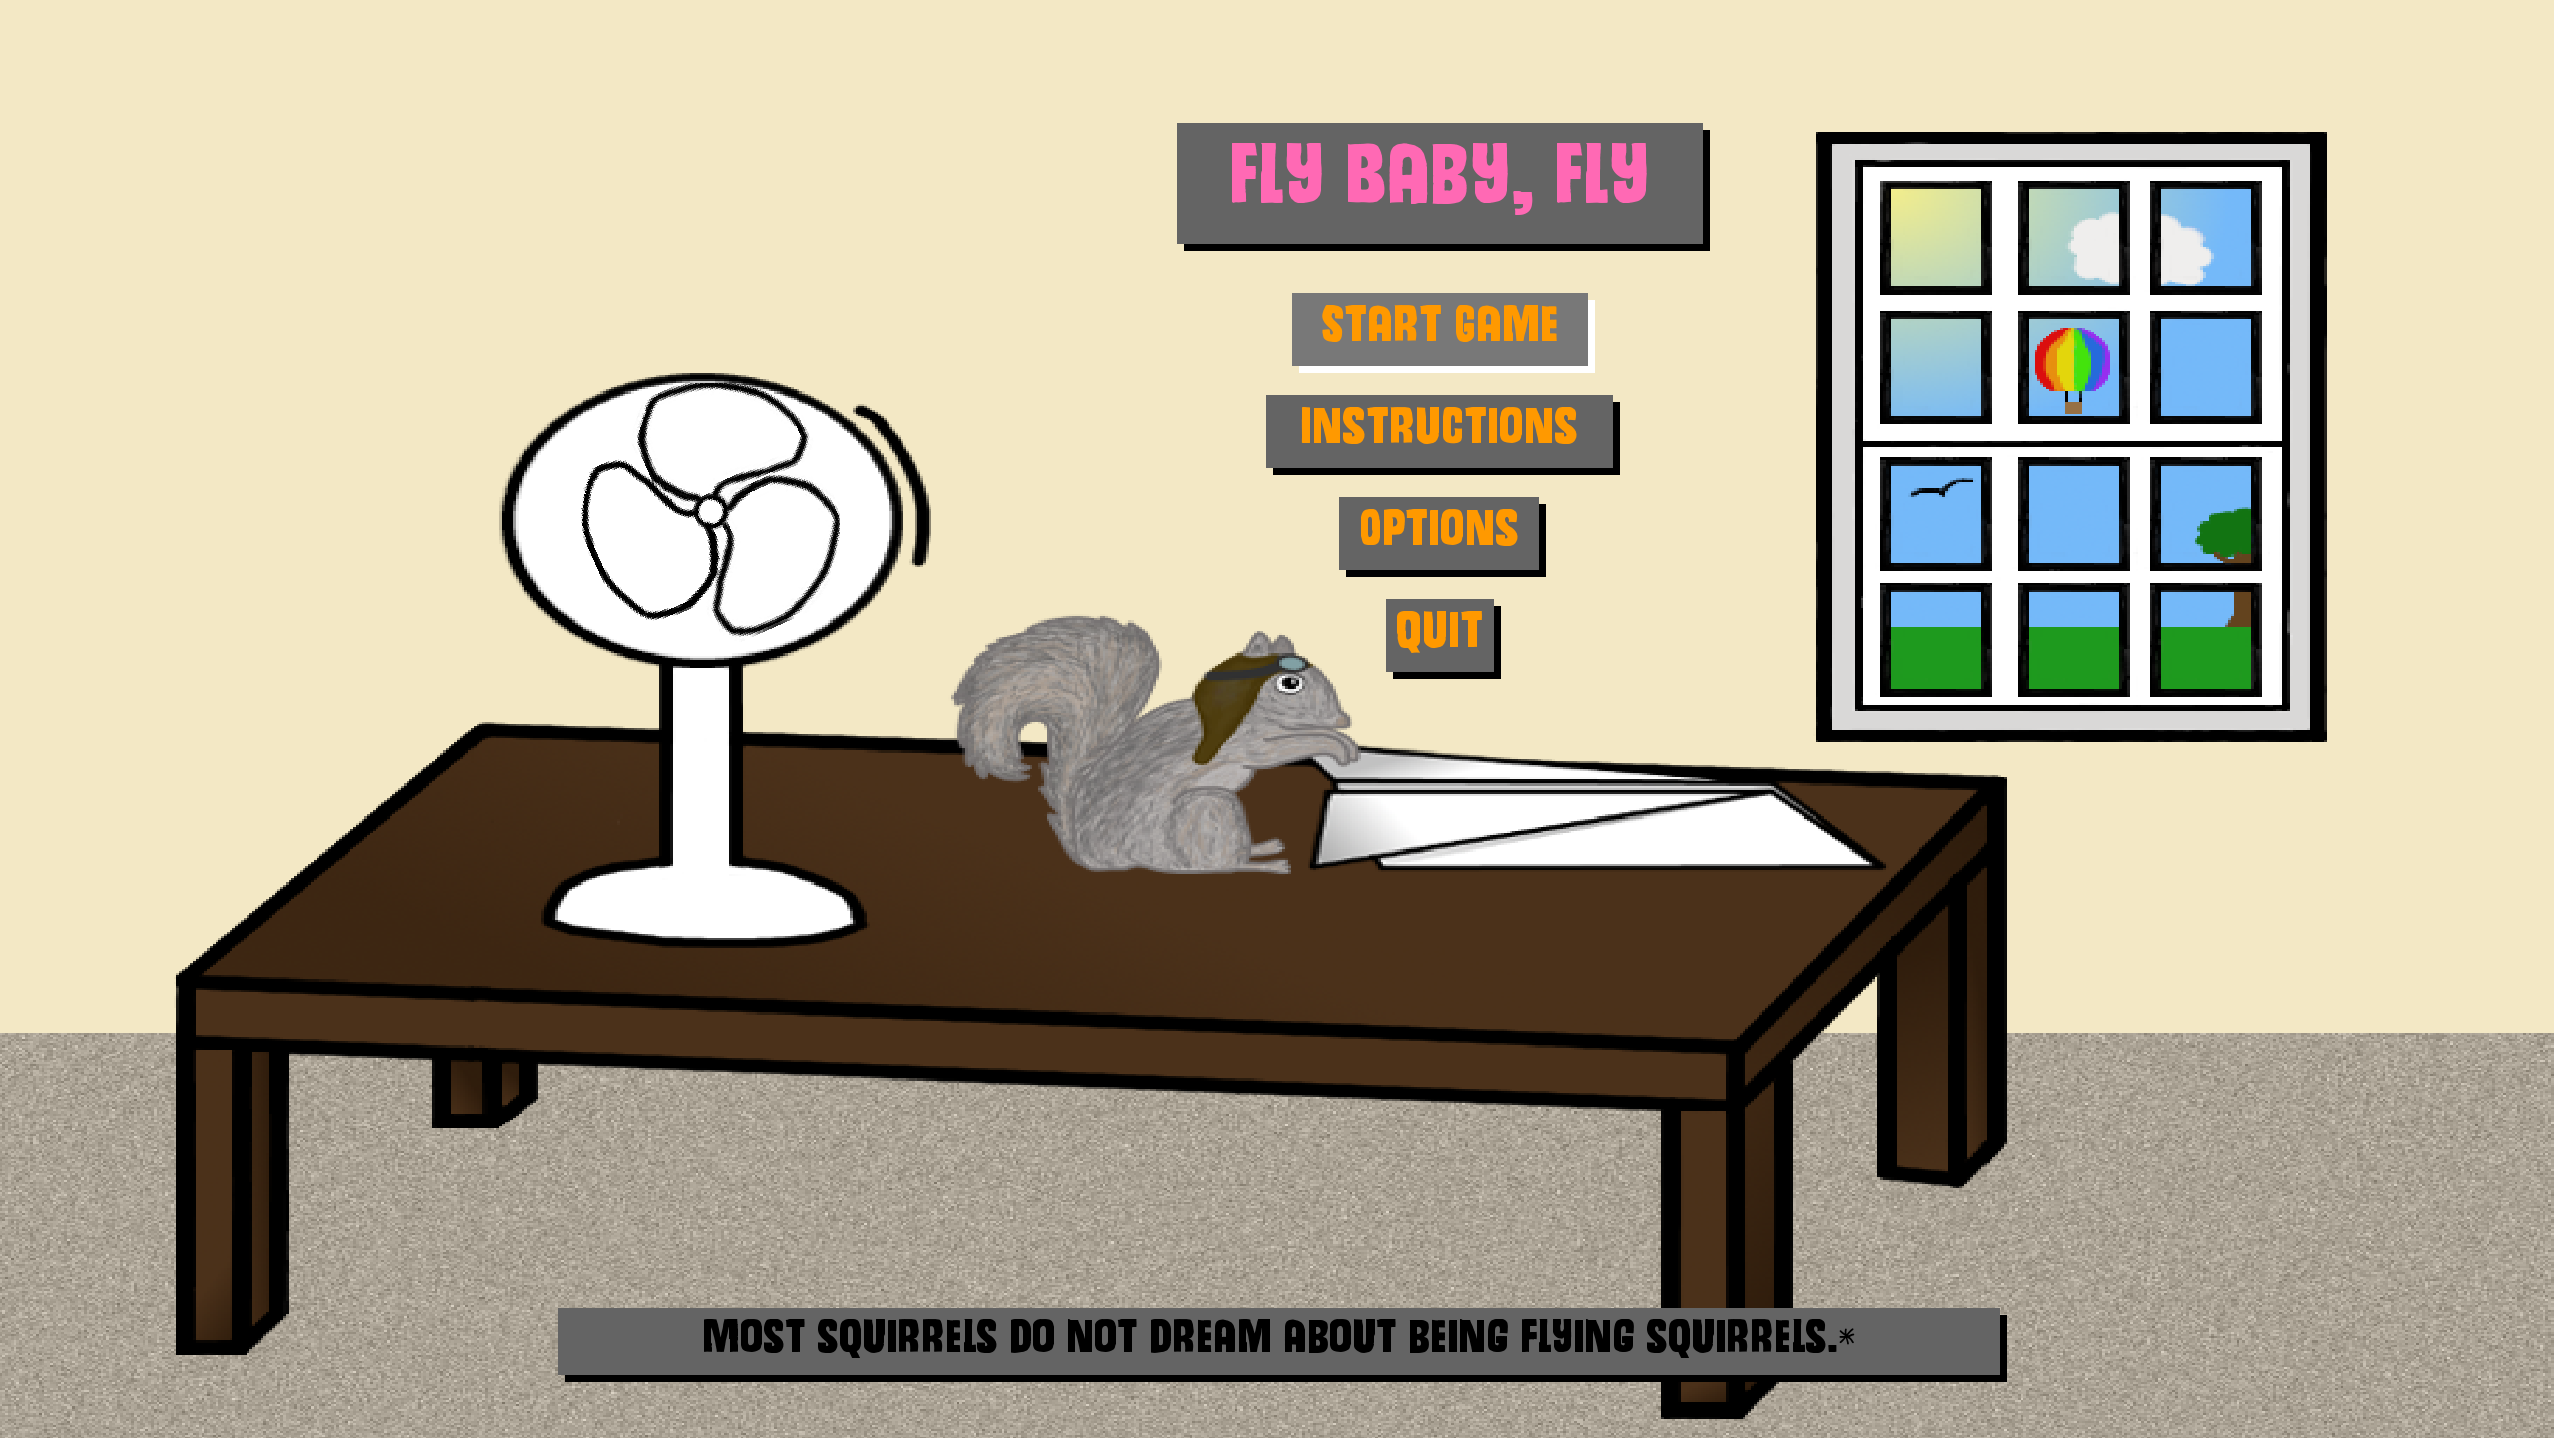 FLY BABY, FLY
START GAME
INSTRUCTIONS
OPTIONS
QUIT
MOST SQUIRRELS DO NOT DREAM ABOUT BEING FLYING SQUIRRELS.*